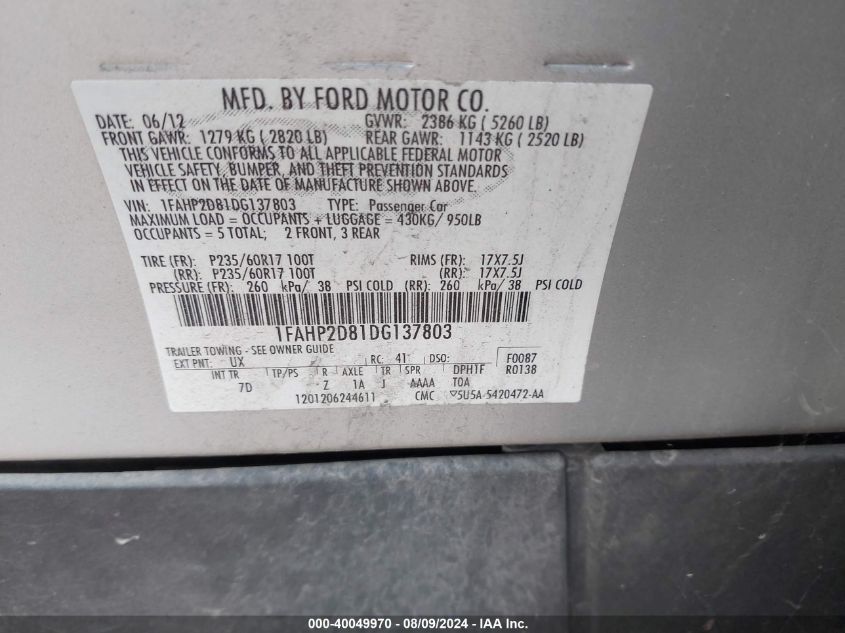 MFD. BY FORD MOTOR CO.
DATE: 06/12 GVWR: 2386 KG ( 5260 LB)
FRONT GAWR: 1279 KG ( 2820 LB) REAR GAWR: 1143 KG ( 2520 LB)
THIS VEHICLE CONFORMS TO ALL APPLICABLE FEDERAL MOTOR
VEHICLE SAFETY, BUMPER, AND THEFT PREVENTION STANDARDS
IN EFFECT ON THE DATE OF MANUFACTURE SHOWN ABOVE.
VIN: 1FAHP2D81DG137803 TYPE: Passenger Car
MAXIMUM LOAD = OCCUPANTS + LUGGAGE = 430KG/ 950LB
OCCUPANTS = 5 TOTAL; 2 FRONT, 3 REAR
TIRE (FR): P235/60R17 100T RIMS (FR): 17X7.5J
(RR): P235/60R17 100T (RR): 17X7.5J
PRESSURE (FR): 260 kPa/ 38 PSI COLD (RR): 260 kPa/ 38 PSI COLD
1FAHP2D81DG137803
TRAILER TOWING - SEE OWNER GUIDE
EXT PNT: UX RC: 41 DSO: F0087
INT TR TP/PS R AXLE TR SPR DPHTF R0138
7D Z 1A J AAAA TOA
1201206244611 CMC ▽5U5A-5420472-AA
000-40049970 - 08/09/2024 - IAA Inc.